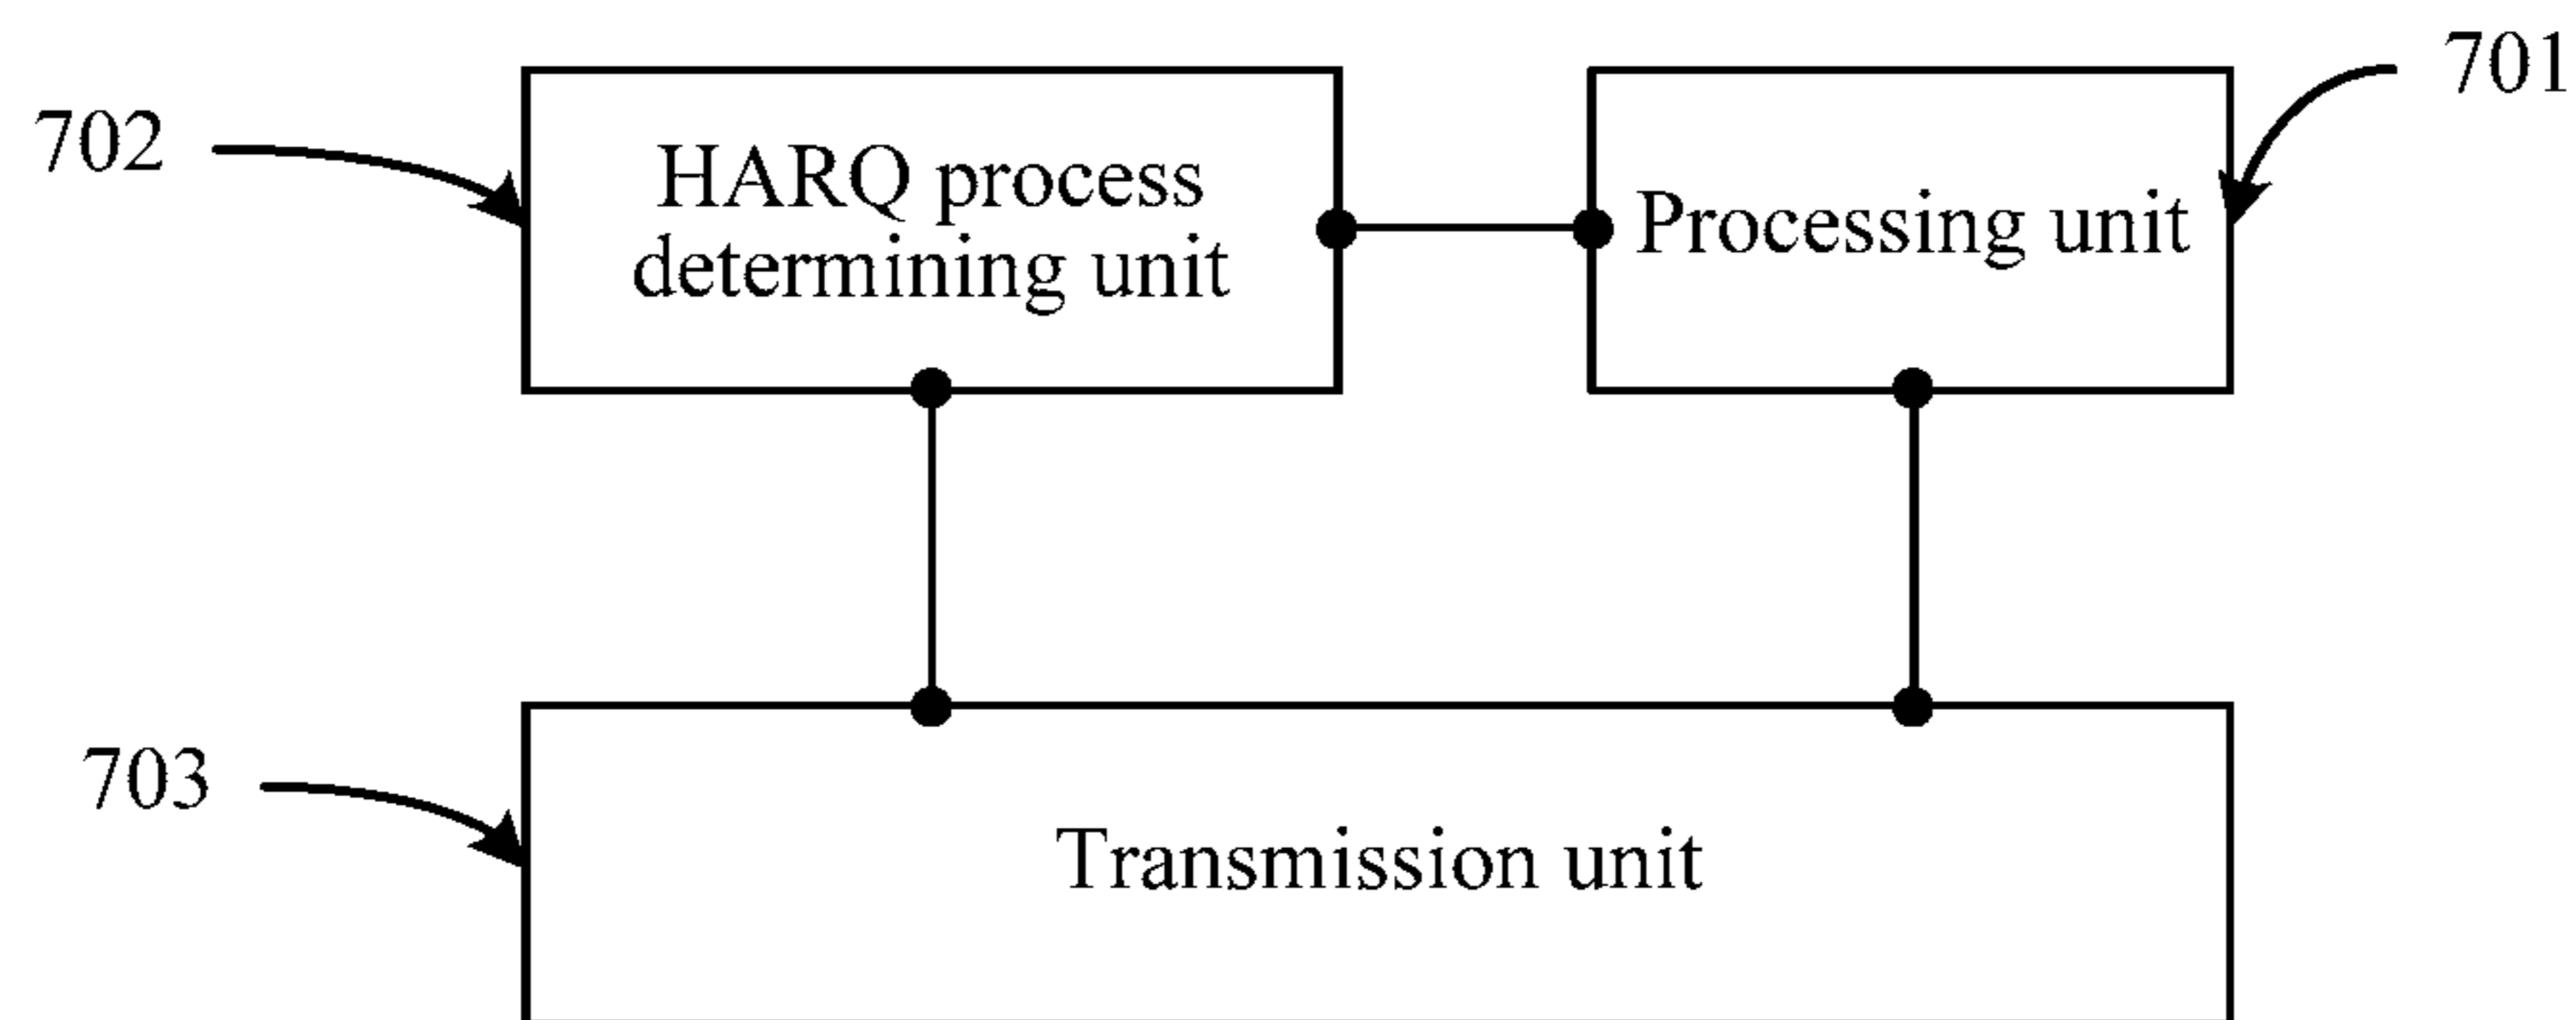 701
702
HARQ process
determining unit
Processing unit
703
Transmission unit